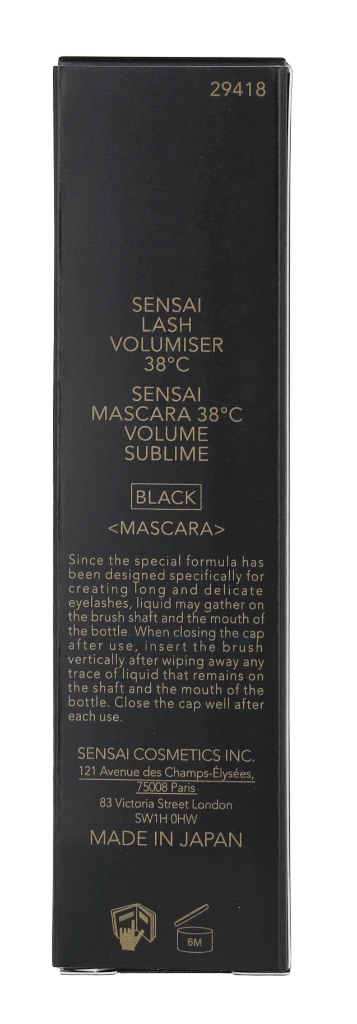 29418
SENSAI
LASH
VOLUMISER
38°C
SENSAI
MASCARA 38°C
VOLUME
SUBLIME
BLACK
<MASCARA>
Since the special formula has
been designed specifically for
creating long and delicate
eyelashes, liquid may gather on
the brush shaft and the mouth of
the bottle. When closing the cap
after use, insert the brush
vertically after wiping away any
trace of liquid that remains on
the shaft and the mouth of the
bottle. Close the cap well after
each use.
SENSAI COSMETICS INC.
121 Avenue des Champs-Élysées,
75008 Paris
83 Victoria Street London
SW1H 0HW
MADE IN JAPAN
6M